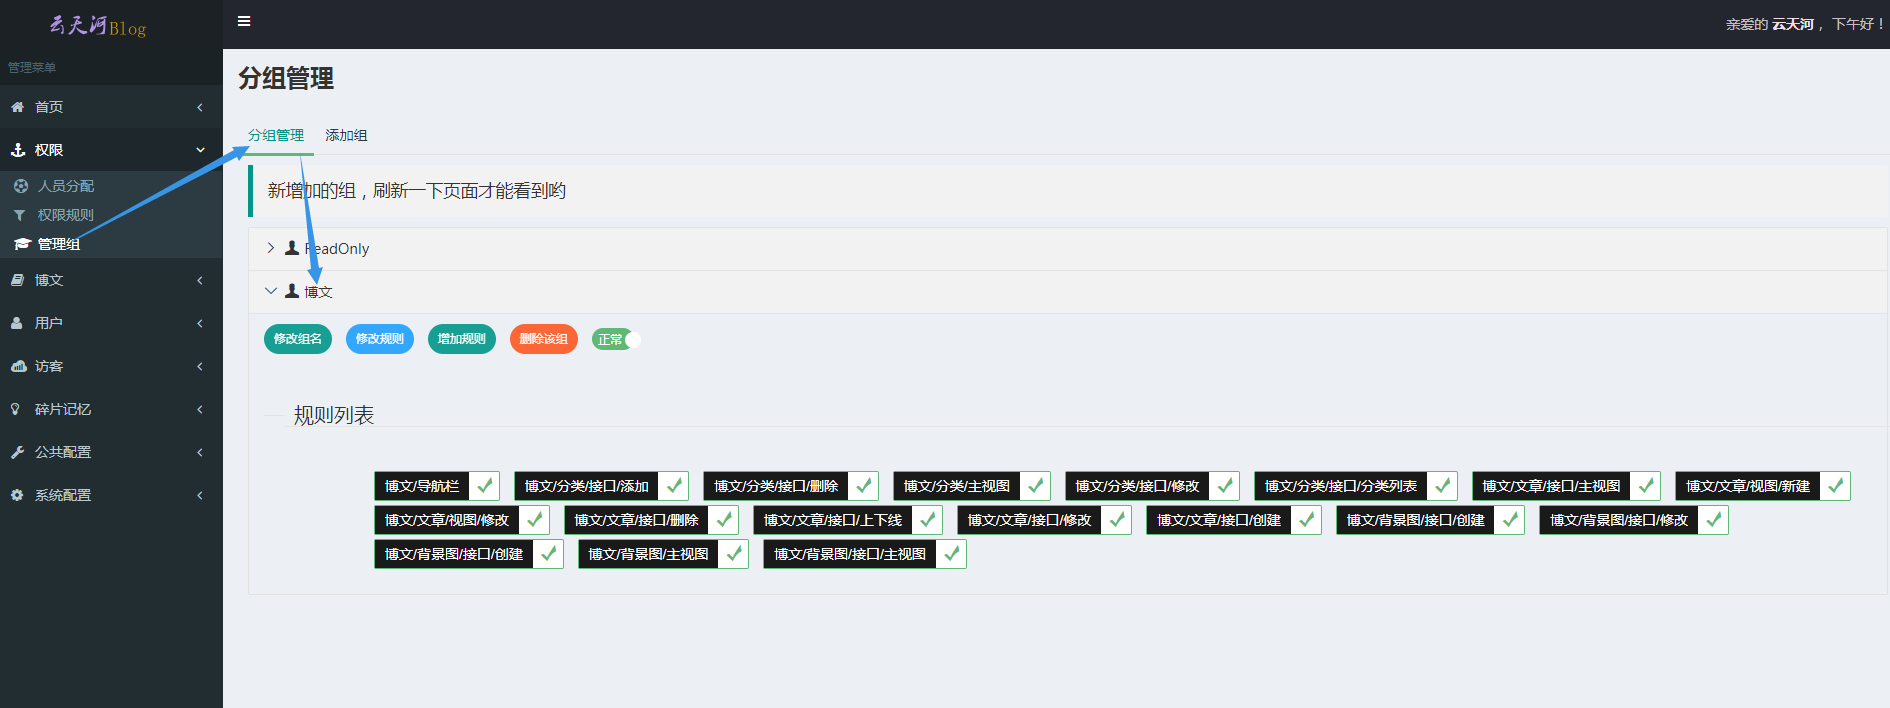 云天河Blog
亲爱的 云天河， 下午好！
管理菜单
首页
权限
人员分配
权限规则
管理组
博文
用户
访客
碎片记忆
公共配置
系统配置
分组管理
分组管理 添加组
新增加的组，刷新一下页面才能看到哟
ReadOnly
博文
修改组名 修改规则 增加规则 删除该组 正常
规则列表
博文/导航栏 博文/分类/接口/添加 博文/分类/接口/删除 博文/分类/主视图 博文/分类/接口/修改 博文/分类/接口/分类列表 博文/文章/接口/主视图 博文/文章/视图/新建
博文/文章/视图/修改 博文/文章/接口/删除 博文/文章/接口/上下线 博文/文章/接口/修改 博文/文章/接口/创建 博文/背景图/接口/创建 博文/背景图/接口/修改
博文/背景图/接口/创建 博文/背景图/主视图 博文/背景图/接口/主视图